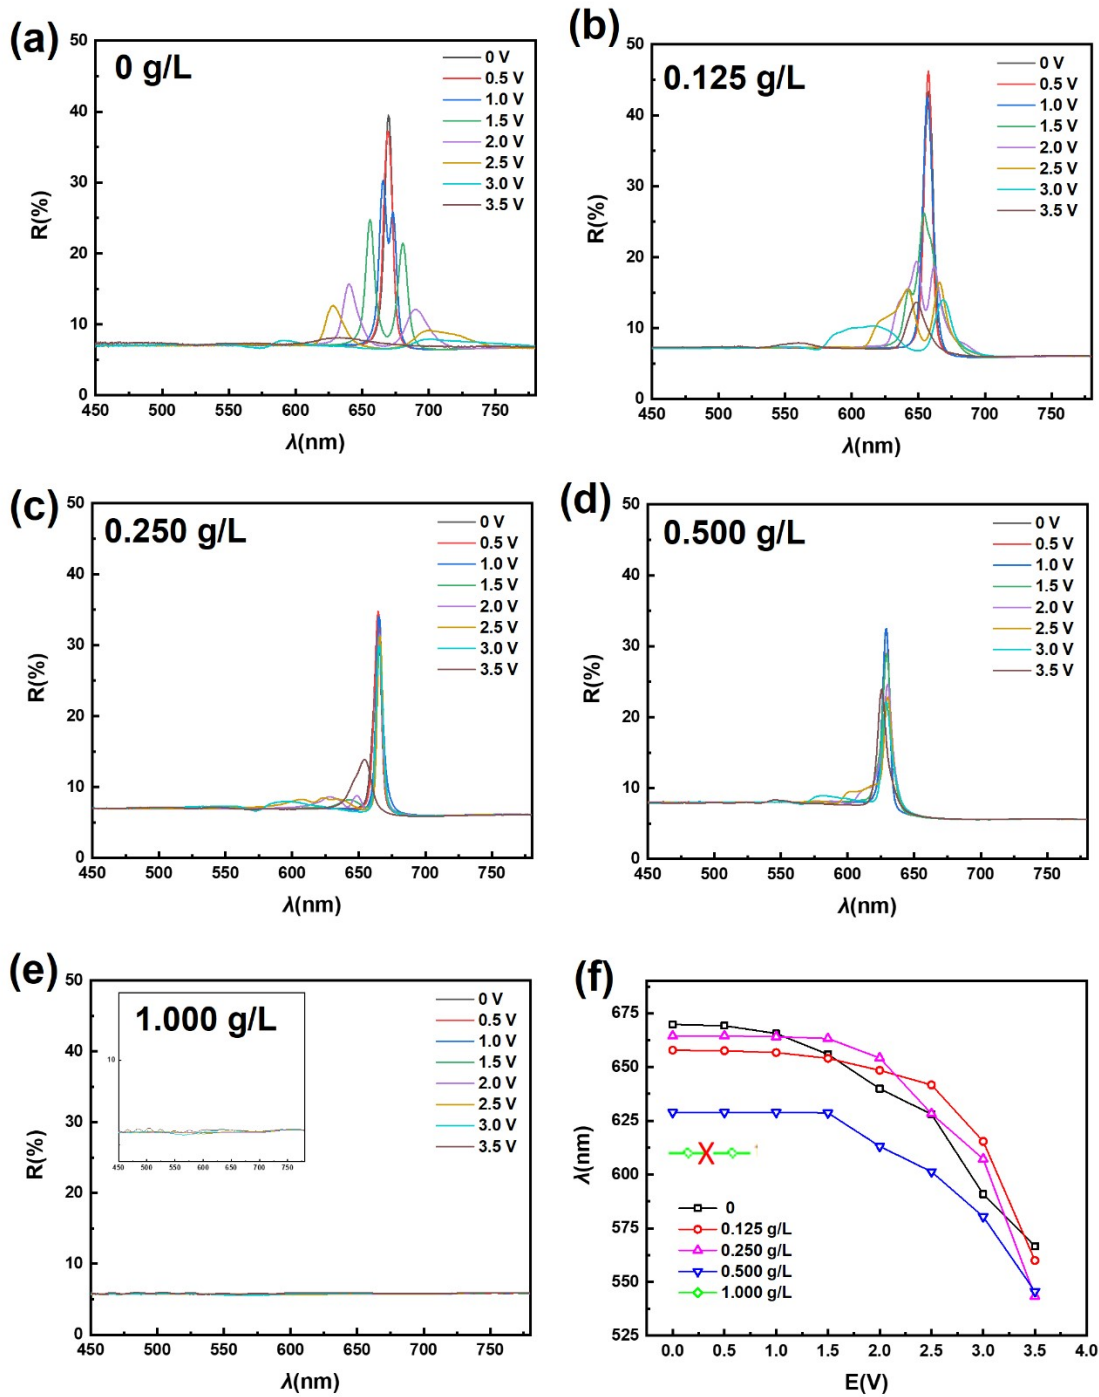 (a)
0 g/L
50
40
30
20
10
0
R(%)
450 500 550 600 650 700 750
λ(nm)
0 V
0.5 V
1.0 V
1.5 V
2.0 V
2.5 V
3.0 V
3.5 V
(b)
0.125 g/L
50
40
30
20
10
0
R(%)
450 500 550 600 650 700 750
λ(nm)
0 V
0.5 V
1.0 V
1.5 V
2.0 V
2.5 V
3.0 V
3.5 V
(c)
0.250 g/L
50
40
30
20
10
0
R(%)
450 500 550 600 650 700 750
λ(nm)
0 V
0.5 V
1.0 V
1.5 V
2.0 V
2.5 V
3.0 V
3.5 V
(d)
0.500 g/L
50
40
30
20
10
0
R(%)
450 500 550 600 650 700 750
λ(nm)
0 V
0.5 V
1.0 V
1.5 V
2.0 V
2.5 V
3.0 V
3.5 V
(e)
1.000 g/L
10
450 500 550 600 650 700 750
50
40
30
20
10
0
R(%)
450 500 550 600 650 700 750
λ(nm)
0 V
0.5 V
1.0 V
1.5 V
2.0 V
2.5 V
3.0 V
3.5 V
(f)
675
650
625
600
575
550
525
λ(nm)
0.0 0.5 1.0 1.5 2.0 2.5 3.0 3.5 4.0
E(V)
0
0.125 g/L
0.250 g/L
0.500 g/L
1.000 g/L